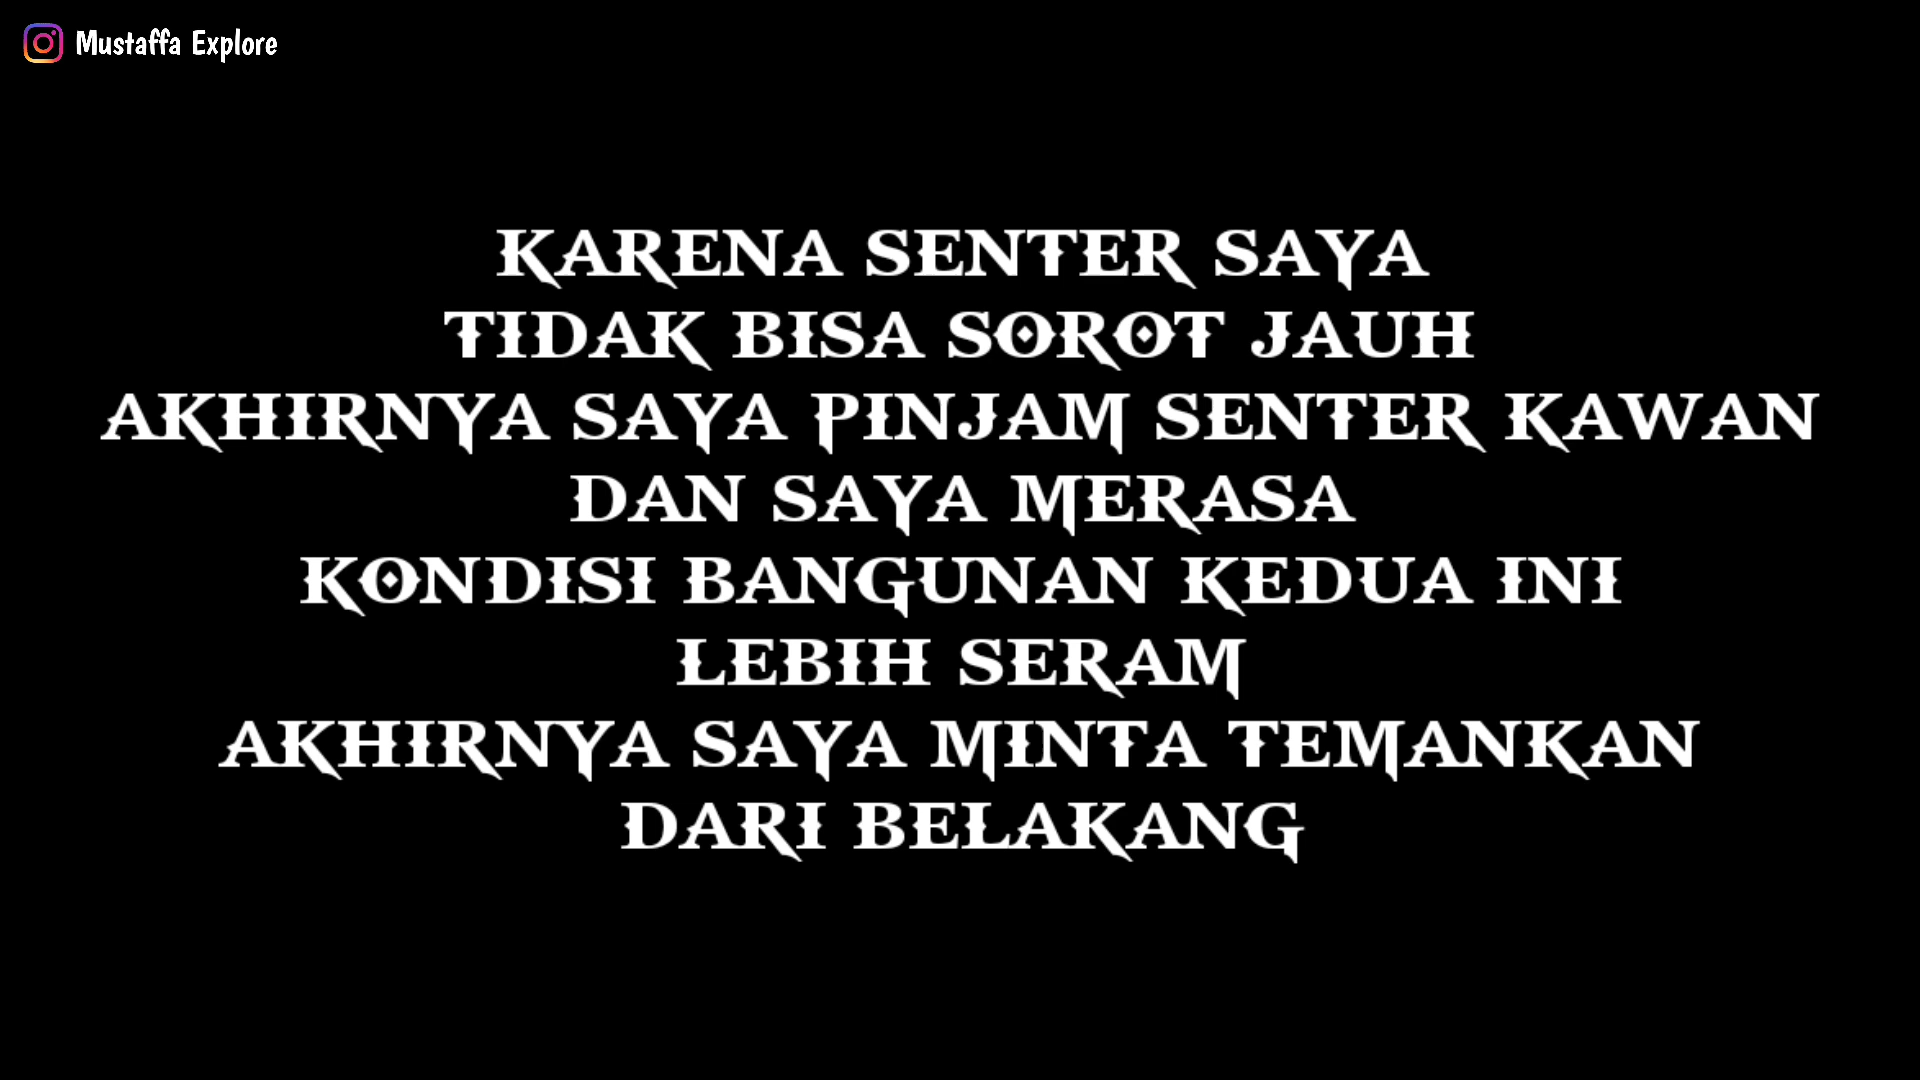 Mustaffa Explore
KARENA SENTER SAYA
TIDAK BISA SOROT JAUH
AKHIRNYA SAYA PINJAM SENTER KAWAN
DAN SAYA MERASA
KONDISI BANGUNAN KEDUA INI
LEBIH SERAM
AKHIRNYA SAYA MINTA TEMANKAN
DARI BELAKANG